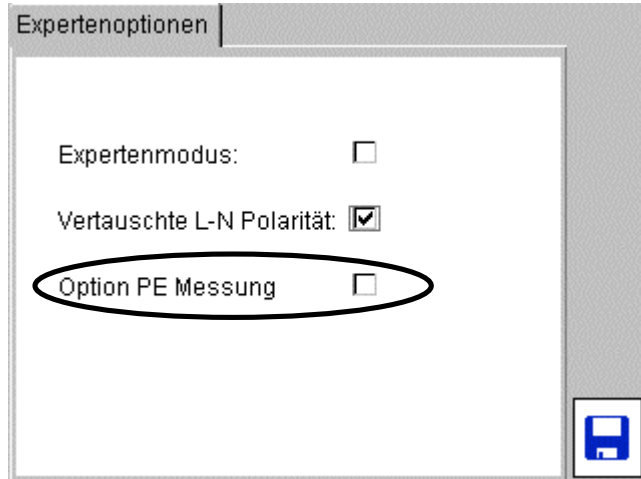 Expertenoptionen
Expertenmodus:
Vertauschte L-N Polarität:
Option PE Messung